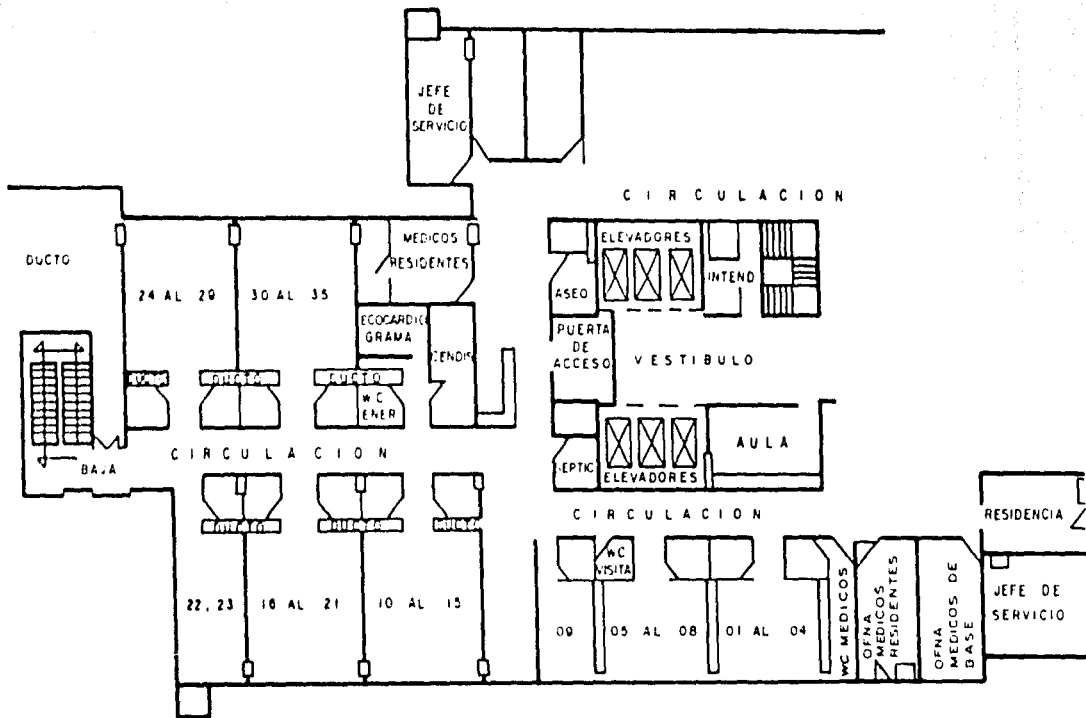 JEFE
DE
SERVICIO
CIRCULACION
DUCTO
MEDICOS
RESIDENTES
ELEVADORES
INTEND
ASEO
24 AL 29
30 AL 35
ECOCARDIO
GRAMA
CENDIS
PUERTA
DE
ACCESO
VESTIBULO
DUCTO
DUCTO
DUCTO
WC
ENER
AULA
CIRCULACION
BAJA
SEPTIC
ELEVADORES
CIRCULACION
RESIDENCIA
WC
VISITA
22, 23
16 AL 21
10 AL 15
09
05 AL 08
01 AL 04
WC MEDICOS
OFNA
MEDICOS
RESIDENTES
OFNA
MEDICOS DE
BASE
JEFE DE
SERVICIO